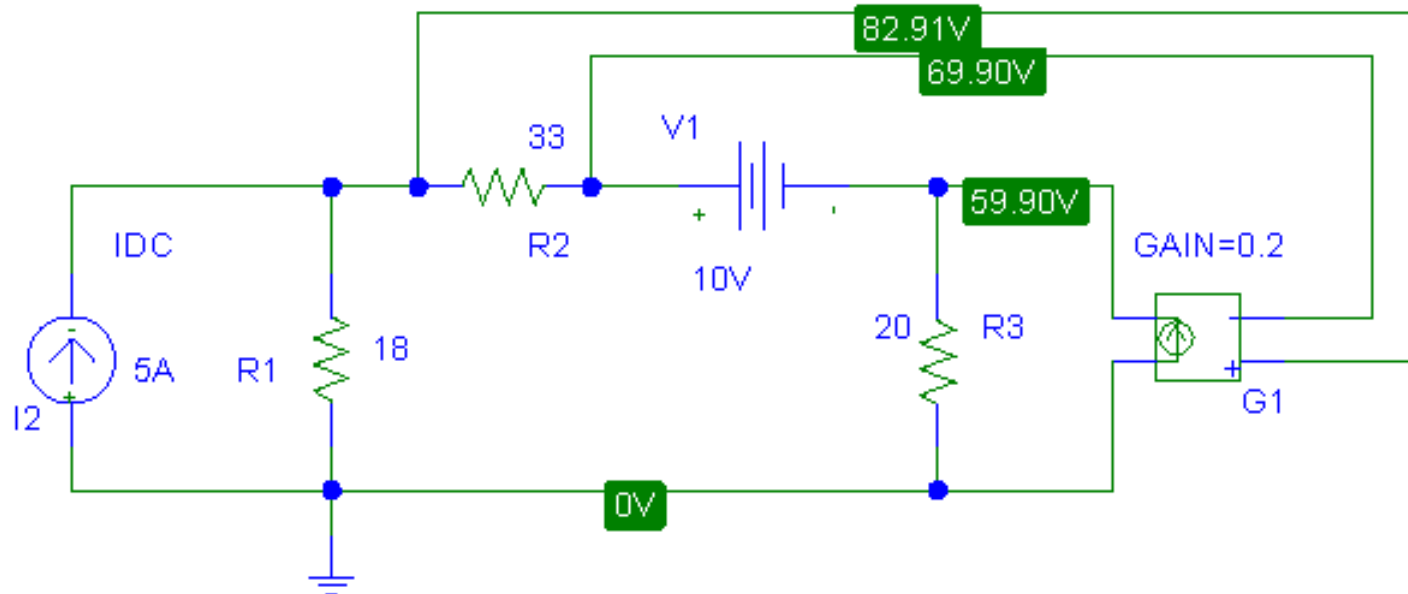 82.91V
69.90V
V1
33
59.90V
IDC
R2
GAIN=0.2
+
-
10V
-
20
R3
18
5A
R1
+
+
I2
G1
0V